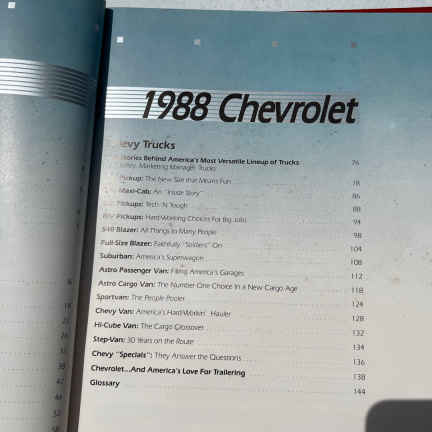 1988 Chevrolet
evy Trucks
tories Behind America's Most Versatile Lineup of Trucks 76
Marketing Manager, Trucks
Pickup: The New Size that Means Fun 78
Maxi-Cab: An "Inside Story" 86
Pickups: Tech 'N Tough 88
Pickups: Hard-Working Choices For Big Jobs 94
S-10 Blazer: All Things to Many People 98
Full-Size Blazer: Faithfully "Soldiers" On 104
Suburban: America's Superwagon 108
Astro Passenger Van: Filling America's Garages 112
Astro Cargo Van: The Number One Choice In a New Cargo Age 118
Sportvan: The People Pooler 124
Chevy Van: America's Hard-Workin' Hauler 128
Hi-Cube Van: The Cargo Colossover 132
Step-Van: 30 Years on the Route 134
Chevy "Specials": They Answer the Questions 136
Chevrolet...And America's Love For Trailering 138
Glossary 144
6
18